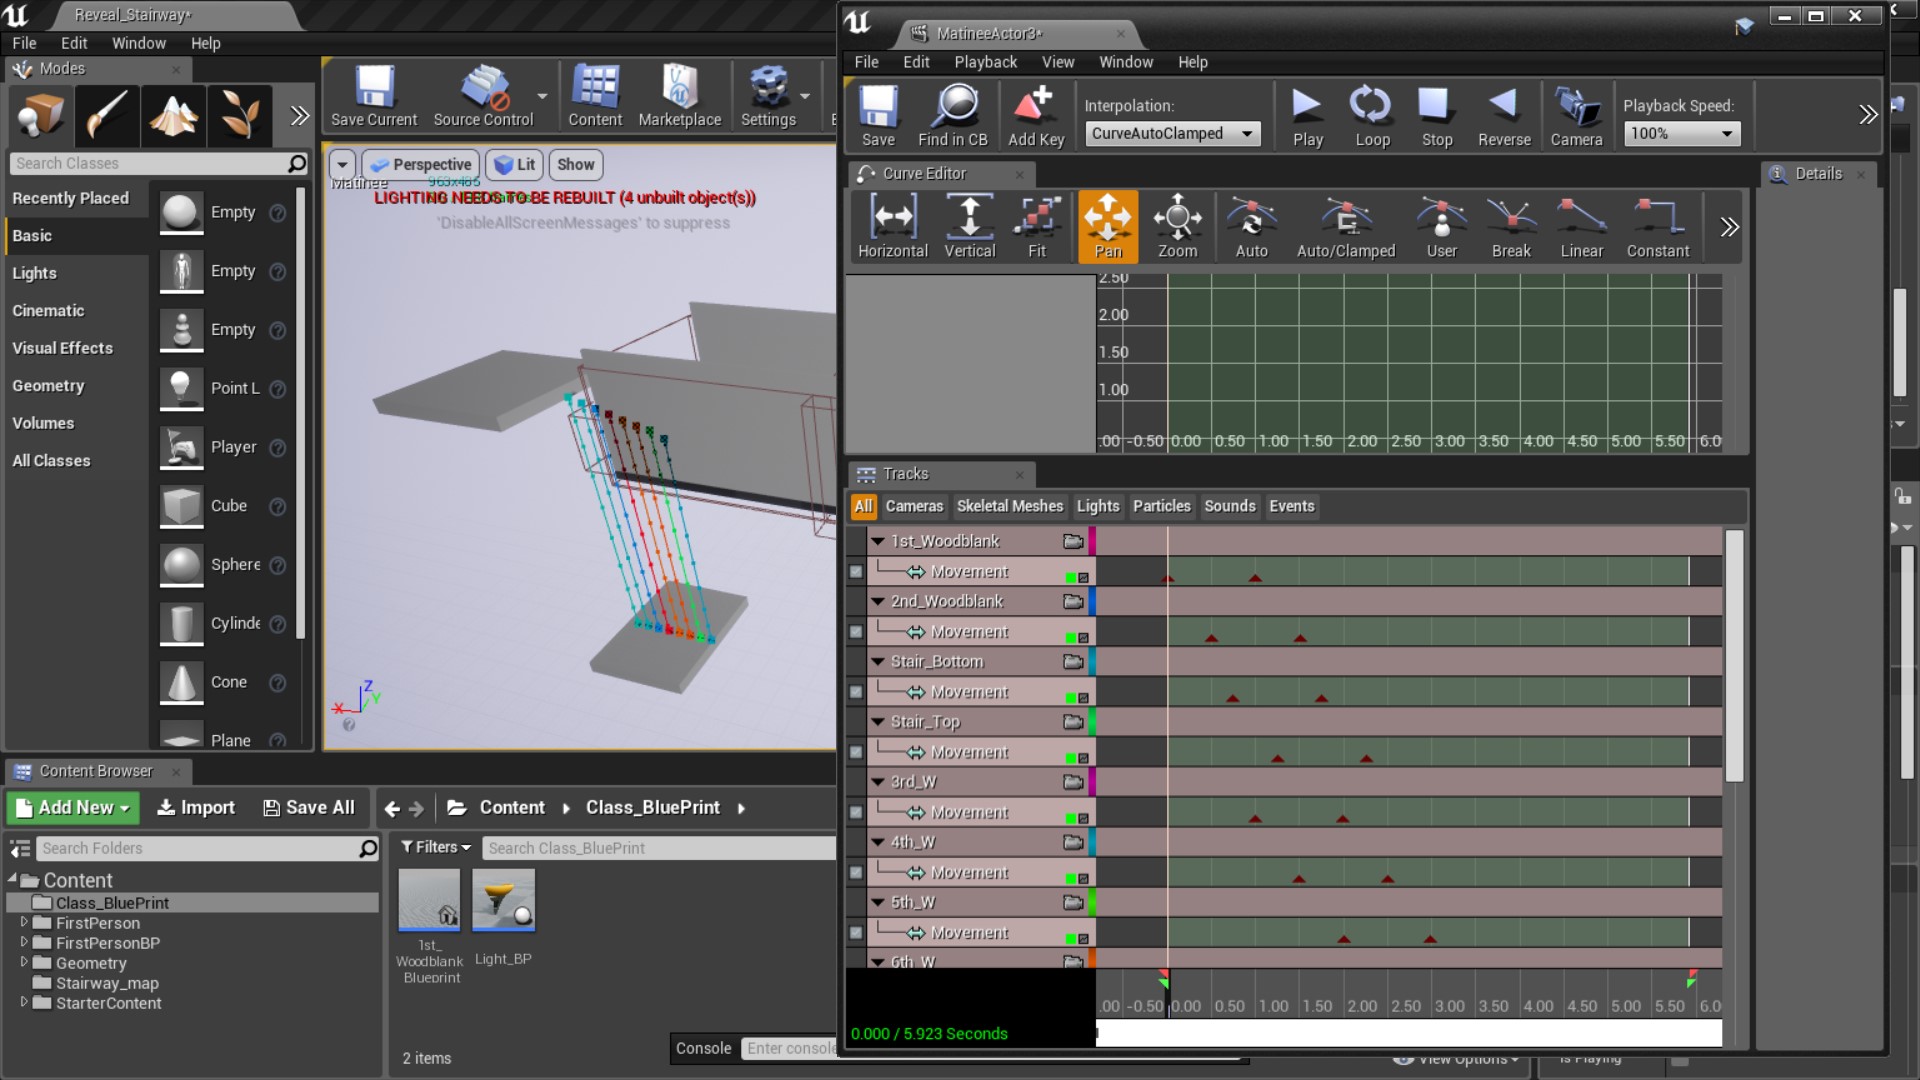 Reveal_Stairway*
File Edit Window Help
Modes
Search Classes
Recently Placed
Basic
Lights
Cinematic
Visual Effects
Geometry
Volumes
All Classes
Empty
Empty
Empty
Point L
Player
Cube
Sphere
Cylinde
Cone
Plane
Save Current
Source Control
Content
Marketplace
Settings
Perspective
Lit
Show
Matinee
963x485
LIGHTING NEEDS TO BE REBUILT (4 unbuilt object(s))
'DisableAllScreenMessages' to suppress
Z
X
Y
Content Browser
Add New
Import
Save All
Content
Class_BluePrint
Search Folders
Filters
Search Class_BluePrint
Content
Class_BluePrint
FirstPerson
FirstPersonBP
Geometry
Stairway_map
StarterContent
1st_
Woodblank
Blueprint
Light_BP
2 items
Console
Enter console
MatineeActor3*
File Edit Playback View Window Help
Save
Find in CB
Add Key
Interpolation:
CurveAutoClamped
Play
Loop
Stop
Reverse
Camera
Playback Speed:
100%
Curve Editor
Details
Horizontal
Vertical
Fit
Pan
Zoom
Auto
Auto/Clamped
User
Break
Linear
Constant
2.50
2.00
1.50
1.00
.00 -0.50 0.00 0.50 1.00 1.50 2.00 2.50 3.00 3.50 4.00 4.50 5.00 5.50 6.0
Tracks
All Cameras Skeletal Meshes Lights Particles Sounds Events
1st_Woodblank
Movement
2nd_Woodblank
Movement
Stair_Bottom
Movement
Stair_Top
Movement
3rd_W
Movement
4th_W
Movement
5th_W
Movement
6th_W
.00 -0.50 0.00 0.50 1.00 1.50 2.00 2.50 3.00 3.50 4.00 4.50 5.00 5.50 6.0
0.000 / 5.923 Seconds
View Options
Is Playing